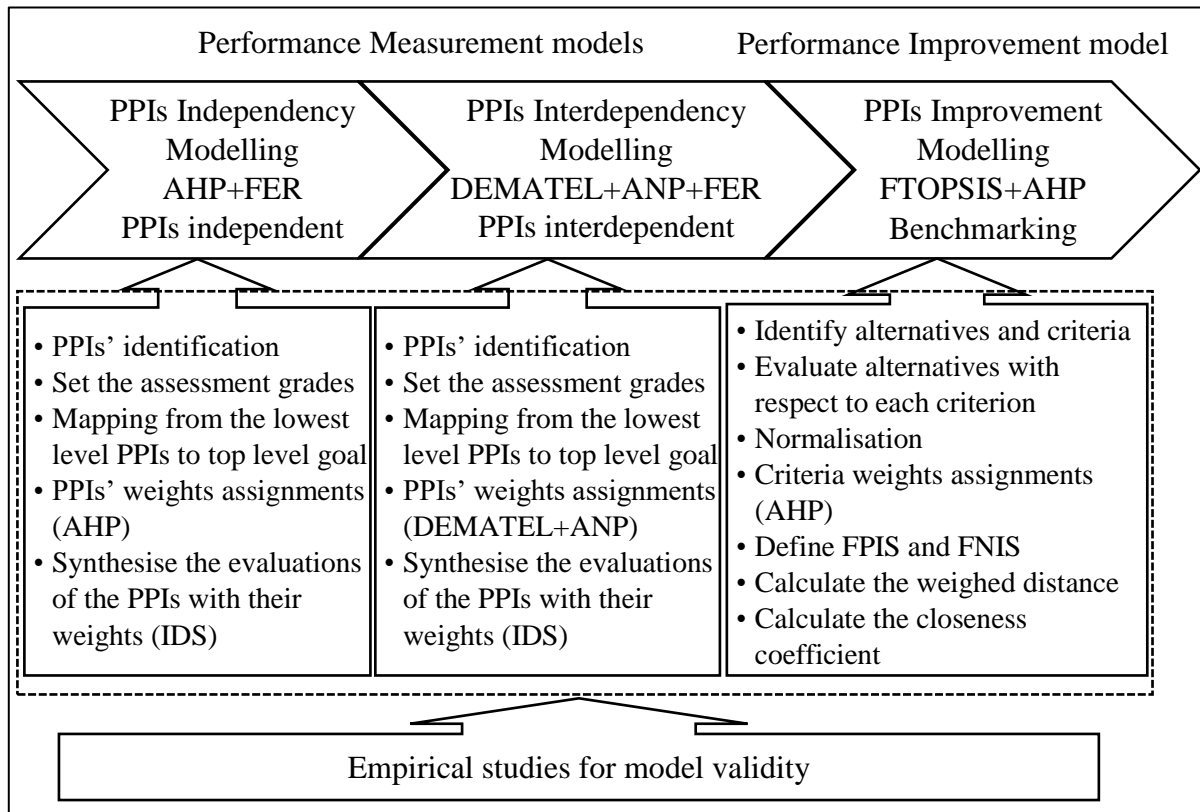 Performance Measurement models
Performance Improvement model
PPIs Independency
Modelling
AHP+FER
PPIs independent
PPIs Interdependency
Modelling
DEMATEL+ANP+FER
PPIs interdependent
PPIs Improvement
Modelling
FTOPSIS+AHP
Benchmarking
• PPIs’ identification
• Set the assessment grades
• Mapping from the lowest
level PPIs to top level goal
• PPIs’ weights assignments
(AHP)
• Synthesise the evaluations
of the PPIs with their
weights (IDS)
• PPIs’ identification
• Set the assessment grades
• Mapping from the lowest
level PPIs to top level goal
• PPIs’ weights assignments
(DEMATEL+ANP)
• Synthesise the evaluations
of the PPIs with their
weights (IDS)
• Identify alternatives and criteria
• Evaluate alternatives with
respect to each criterion
• Normalisation
• Criteria weights assignments
(AHP)
• Define FPIS and FNIS
• Calculate the weighed distance
• Calculate the closeness
coefficient
Empirical studies for model validity